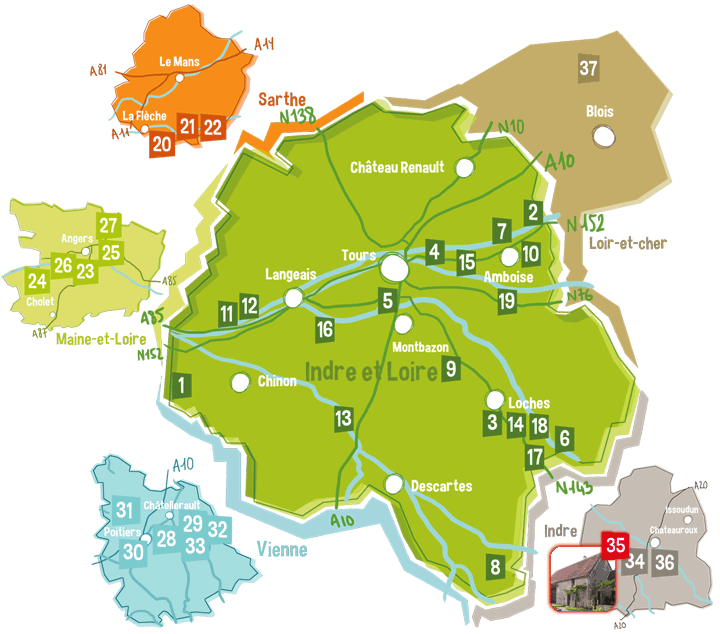 Sarthe
A81
A14
Le Mans
La Flèche
A11
20
21
22
37
Blois
Loir-et-cher
N138
N10
A10
N152
N76
N143
A10
A85
N152
Château Renault
Tours
Langeais
Amboise
Montbazon
Indre et Loire
Chinon
Loches
Descartes
2
7
4
15
10
19
5
12
11
16
9
1
13
3
14
18
6
17
8
Maine-et-Loire
Angers
Cholet
A85
A87
27
25
26
23
24
Vienne
A10
Châtellerault
Poitiers
31
29
32
28
30
33
Indre
A20
Issoudun
Chateauroux
A20
35
34
36